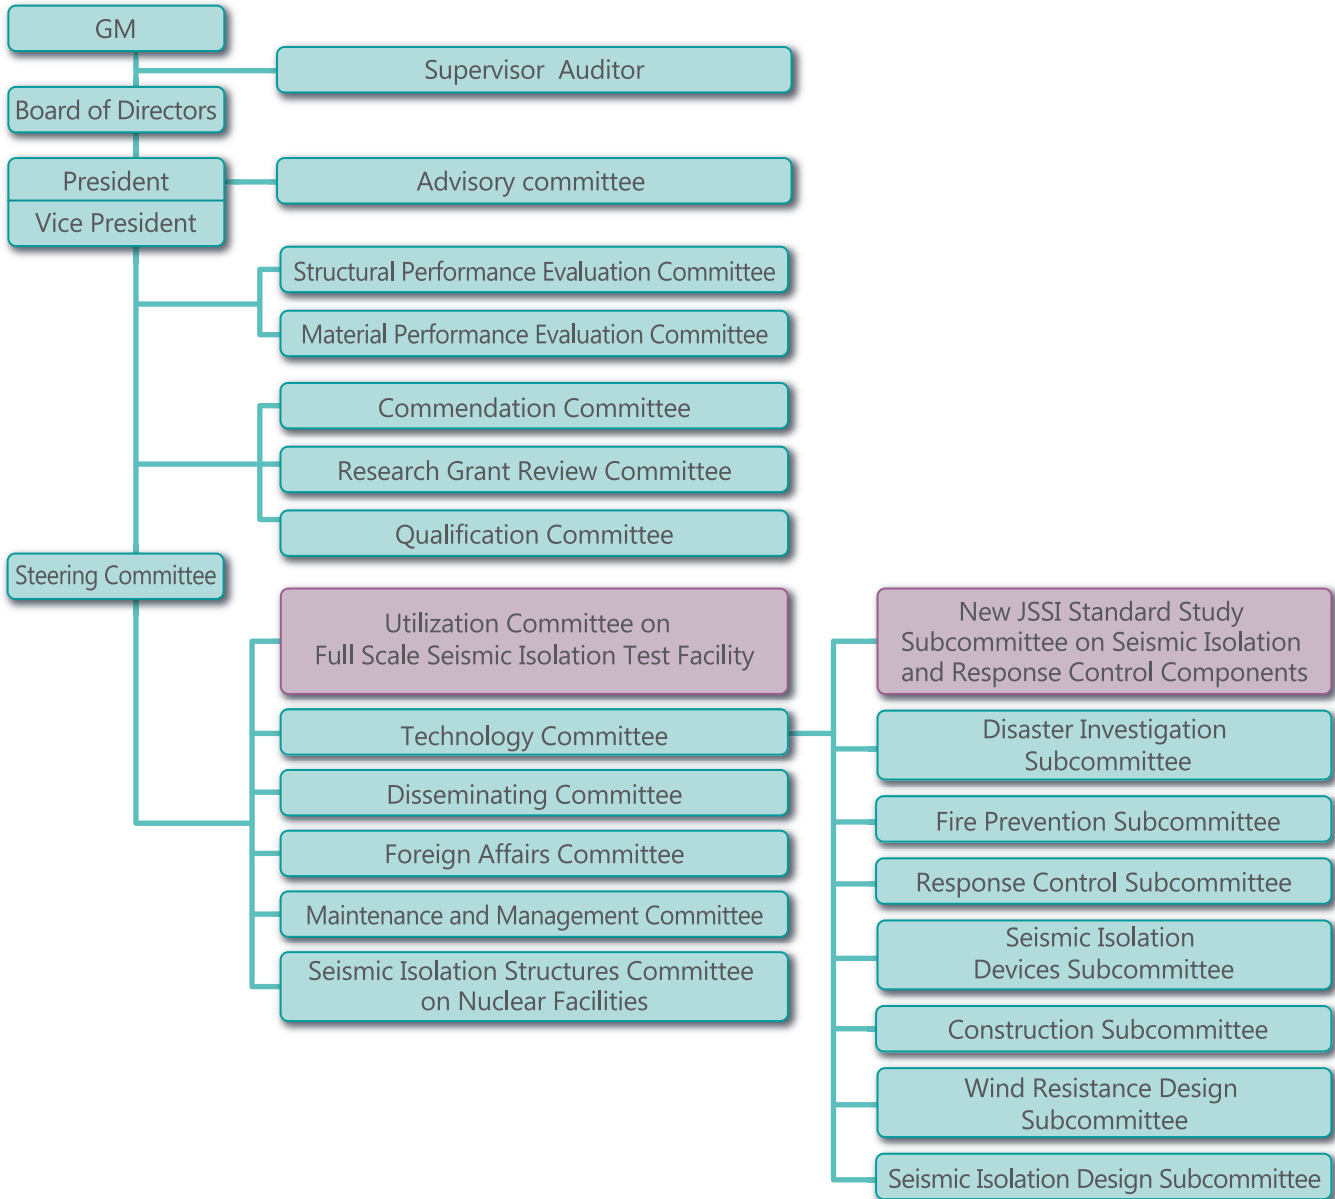 GM
Supervisor Auditor
Board of Directors
President
Advisory committee
Vice President
Structural Performance Evaluation Committee
Material Performance Evaluation Committee
Commendation Committee
Research Grant Review Committee
Qualification Committee
Steering Committee
Utilization Committee on
Full Scale Seismic Isolation Test Facility
Technology Committee
Disseminating Committee
Foreign Affairs Committee
Maintenance and Management Committee
Seismic Isolation Structures Committee
on Nuclear Facilities
New JSSI Standard Study
Subcommittee on Seismic Isolation
and Response Control Components
Disaster Investigation
Subcommittee
Fire Prevention Subcommittee
Response Control Subcommittee
Seismic Isolation
Devices Subcommittee
Construction Subcommittee
Wind Resistance Design
Subcommittee
Seismic Isolation Design Subcommittee